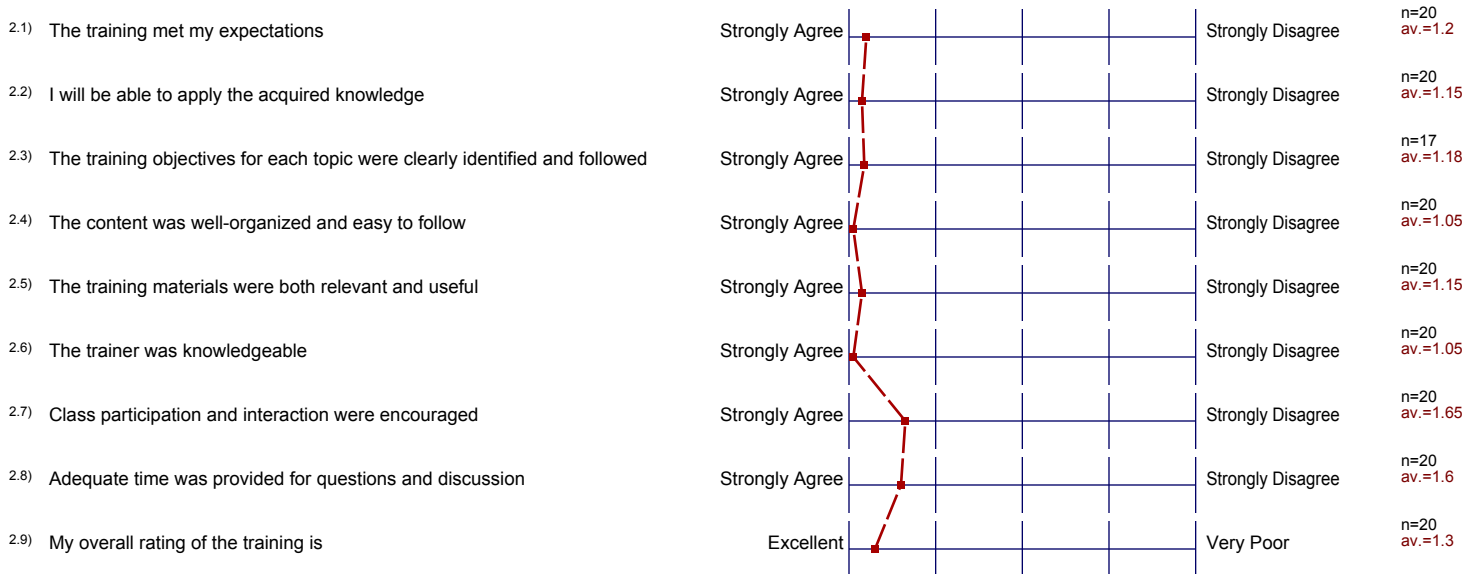 2.1) The training met my expectations Strongly Agree Strongly Disagree n=20 av.=1.2
2.2) I will be able to apply the acquired knowledge Strongly Agree Strongly Disagree n=20 av.=1.15
2.3) The training objectives for each topic were clearly identified and followed Strongly Agree Strongly Disagree n=17 av.=1.18
2.4) The content was well-organized and easy to follow Strongly Agree Strongly Disagree n=20 av.=1.05
2.5) The training materials were both relevant and useful Strongly Agree Strongly Disagree n=20 av.=1.15
2.6) The trainer was knowledgeable Strongly Agree Strongly Disagree n=20 av.=1.05
2.7) Class participation and interaction were encouraged Strongly Agree Strongly Disagree n=20 av.=1.65
2.8) Adequate time was provided for questions and discussion Strongly Agree Strongly Disagree n=20 av.=1.6
2.9) My overall rating of the training is Excellent Very Poor n=20 av.=1.3